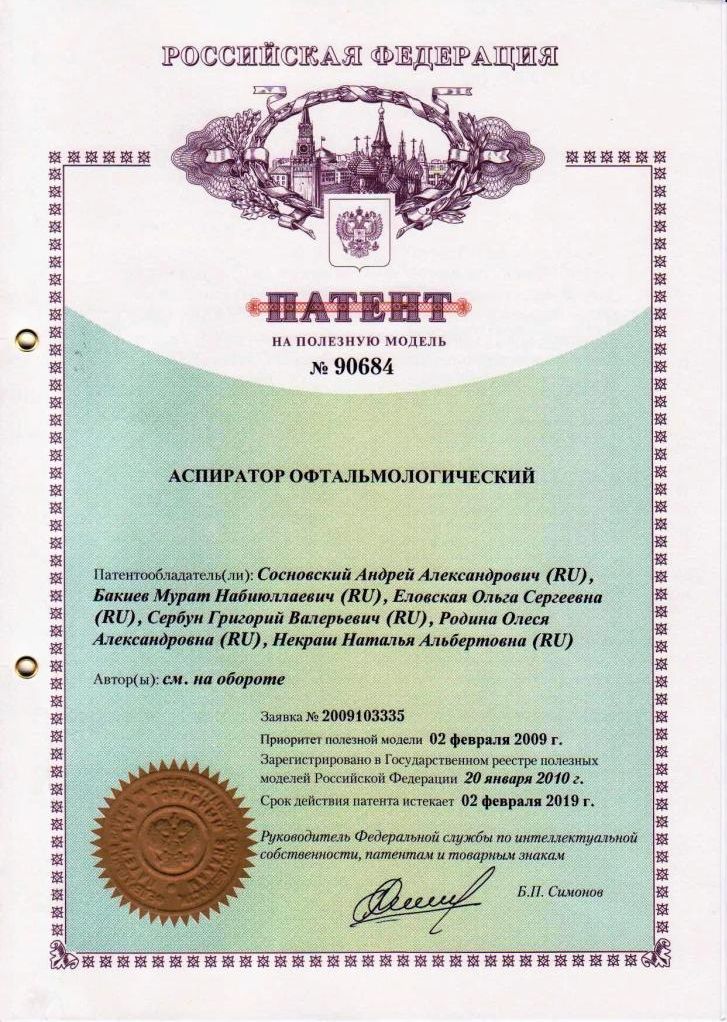 РОССИЙСКАЯ ФЕДЕРАЦИЯ
ПАТЕНТ
НА ПОЛЕЗНУЮ МОДЕЛЬ
№ 90684
АСПИРАТОР ОФТАЛЬМОЛОГИЧЕСКИЙ
Патентообладатель(ли): Сосновский Андрей Александрович (RU),
Бакиев Мурат Набиюллаевич (RU), Еловская Ольга Сергеевна
(RU), Сербун Григорий Валерьевич (RU), Родина Олеся
Александровна (RU), Некраш Наталья Альбертовна (RU)
Автор(ы): см. на обороте
Заявка № 2009103335
Приоритет полезной модели 02 февраля 2009 г.
Зарегистрировано в Государственном реестре полезных
моделей Российской Федерации 20 января 2010 г.
Срок действия патента истекает 02 февраля 2019 г.
Руководитель Федеральной службы по интеллектуальной
собственности, патентам и товарным знакам
Б.П. Симонов